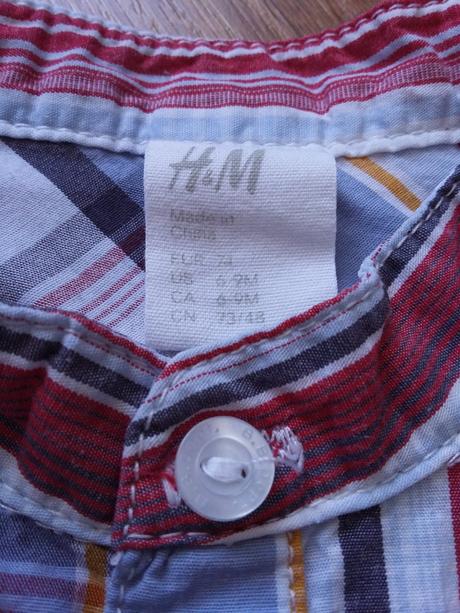 H&M
Made in
China
EUR 74
US 6-9M
CA 6-9M
CN 73/48